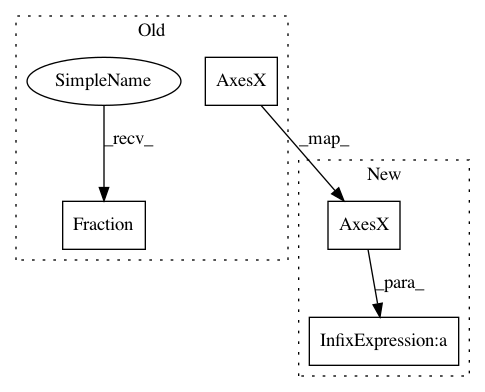 Old
SimpleName
AxesX
_recv_
_map_
New
Fraction
AxesX
_para_
InfixExpression:a